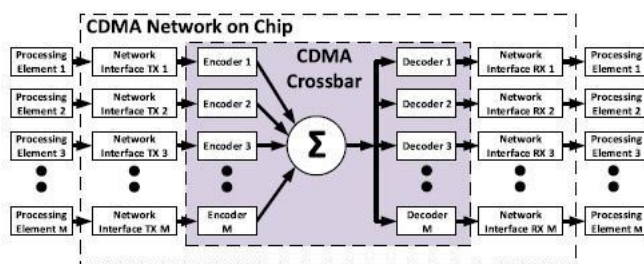 CDMA Network on Chip
CDMA
Crossbar
Processing
Element 1
Network
Interface TX 1
Encoder 1
Decoder 1
Network
Interface RX 1
Processing
Element 1
Processing
Element 2
Network
Interface TX 2
Encoder 2
Decoder 2
Network
Interface RX 2
Processing
Element 2
Processing
Element 3
Network
Interface TX 3
Encoder 3
Σ
Decoder 3
Network
Interface RX 3
Processing
Element 3
Processing
Element M
Network
Interface TX M
Encoder
M
Decoder
M
Network
Interface RX M
Processing
Element M